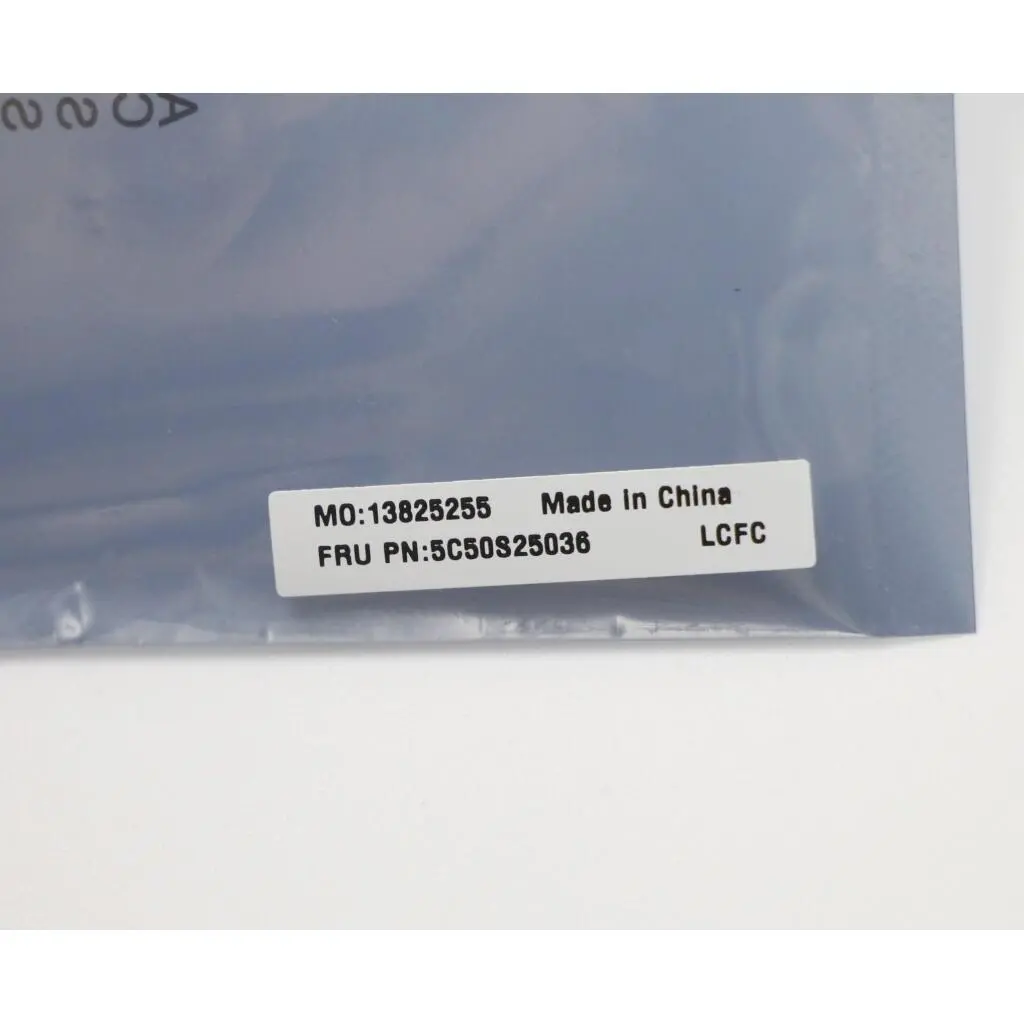 MO:13825255 Made in China
FRU PN:5C50S25036 LCFC